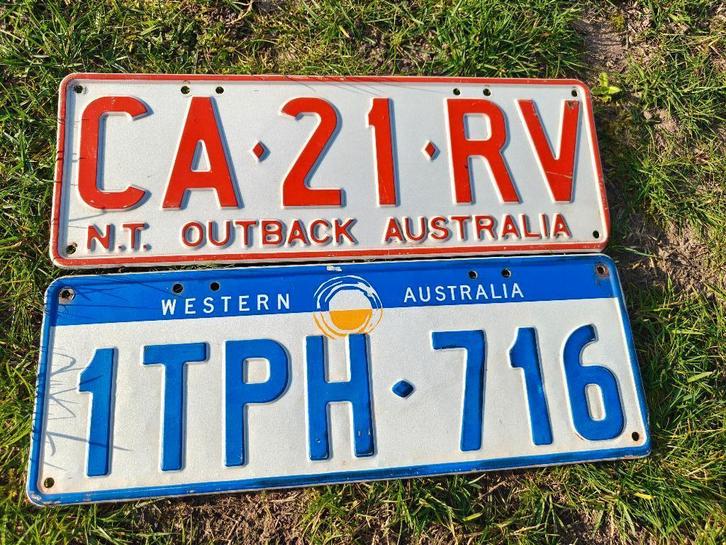 CA·21·RV
N.T. OUTBACK AUSTRALIA
WESTERN AUSTRALIA
1TPH·716